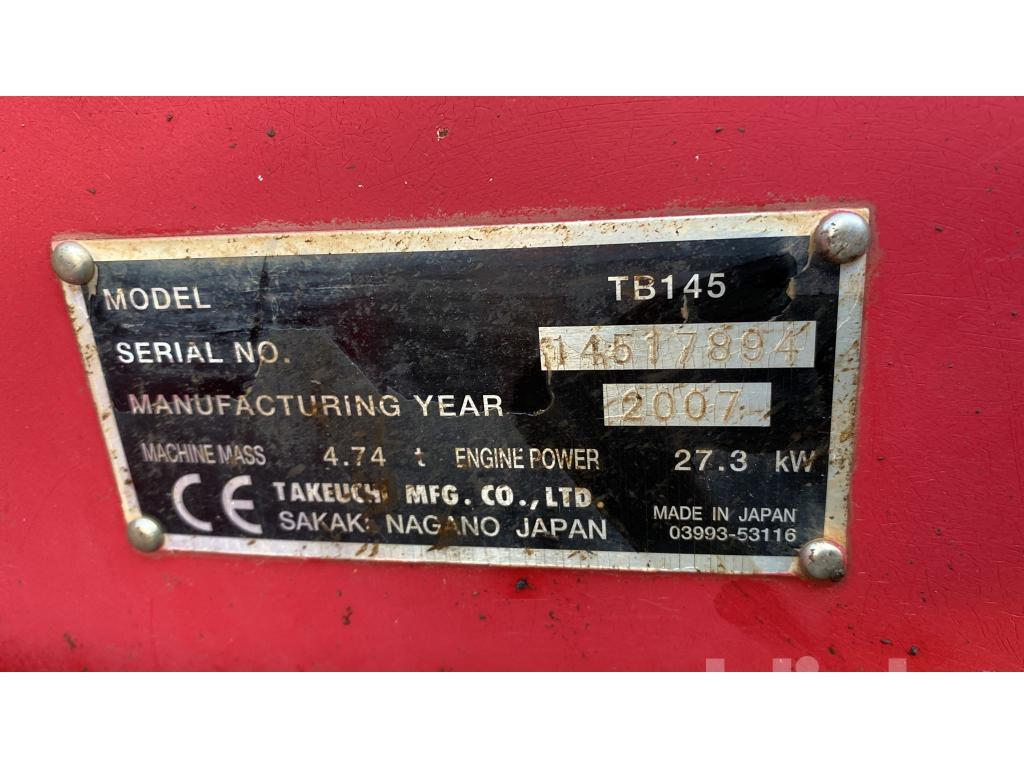 MODEL TB145
SERIAL NO. 14517894
MANUFACTURING YEAR 2007
MACHINE MASS 4.74 t ENGINE POWER 27.3 kW
CE TAKEUCHI MFG. CO., LTD.
SAKAKI NAGANO JAPAN
MADE IN JAPAN
03993-53116